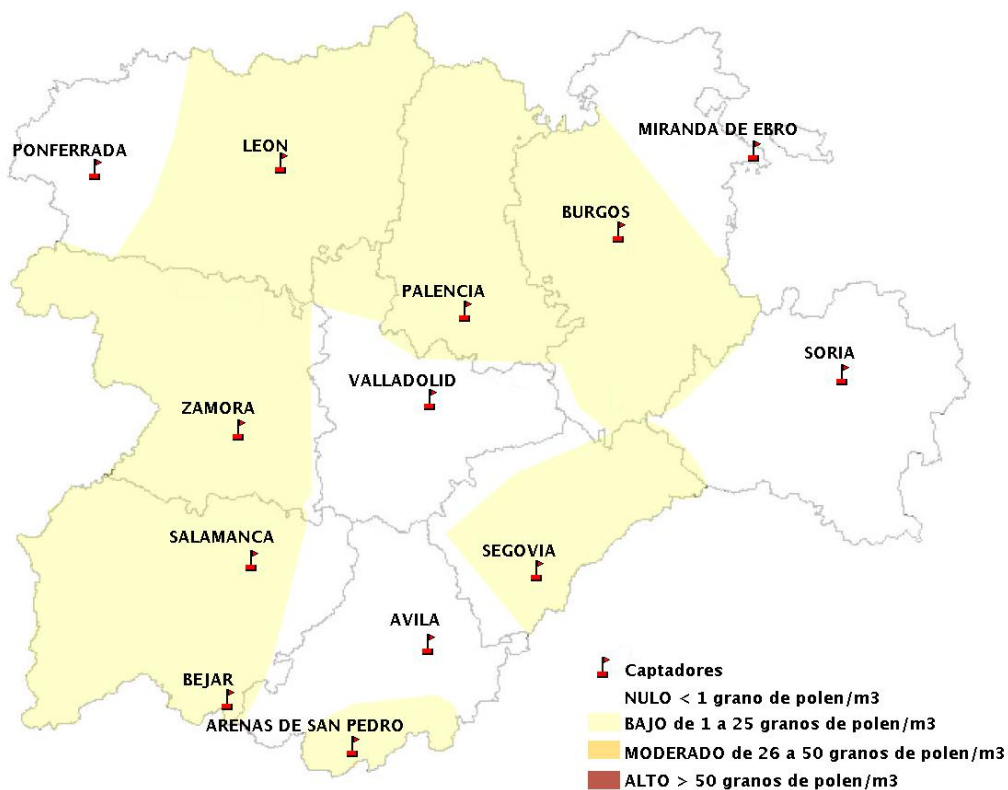 MIRANDA DE EBRO
PONFERRADA
LEON
BURGOS
PALENCIA
SORIA
VALLADOLID
ZAMORA
SALAMANCA
SEGOVIA
AVILA
BEJAR
ARENAS DE SAN PEDRO
Captadores
NULO < 1 grano de polen/m3
BAJO de 1 a 25 granos de polen/m3
MODERADO de 26 a 50 granos de polen/m3
ALTO > 50 granos de polen/m3